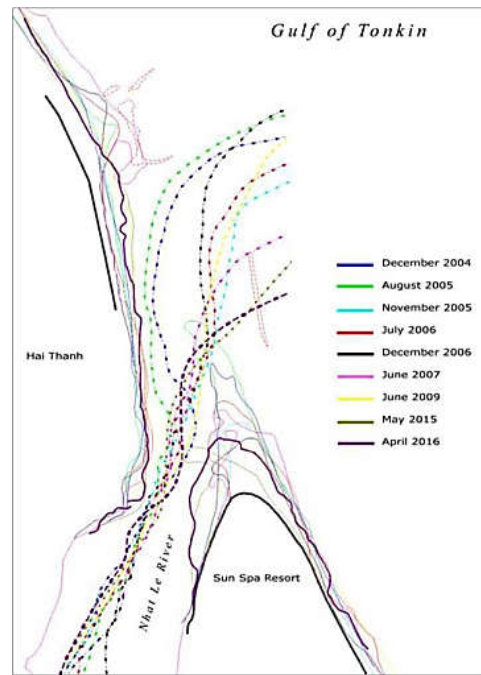 Gulf of Tonkin
December 2004
August 2005
November 2005
July 2006
December 2006
June 2007
June 2009
May 2015
April 2016
Hai Thanh
Sun Spa Resort
Nhat Le River